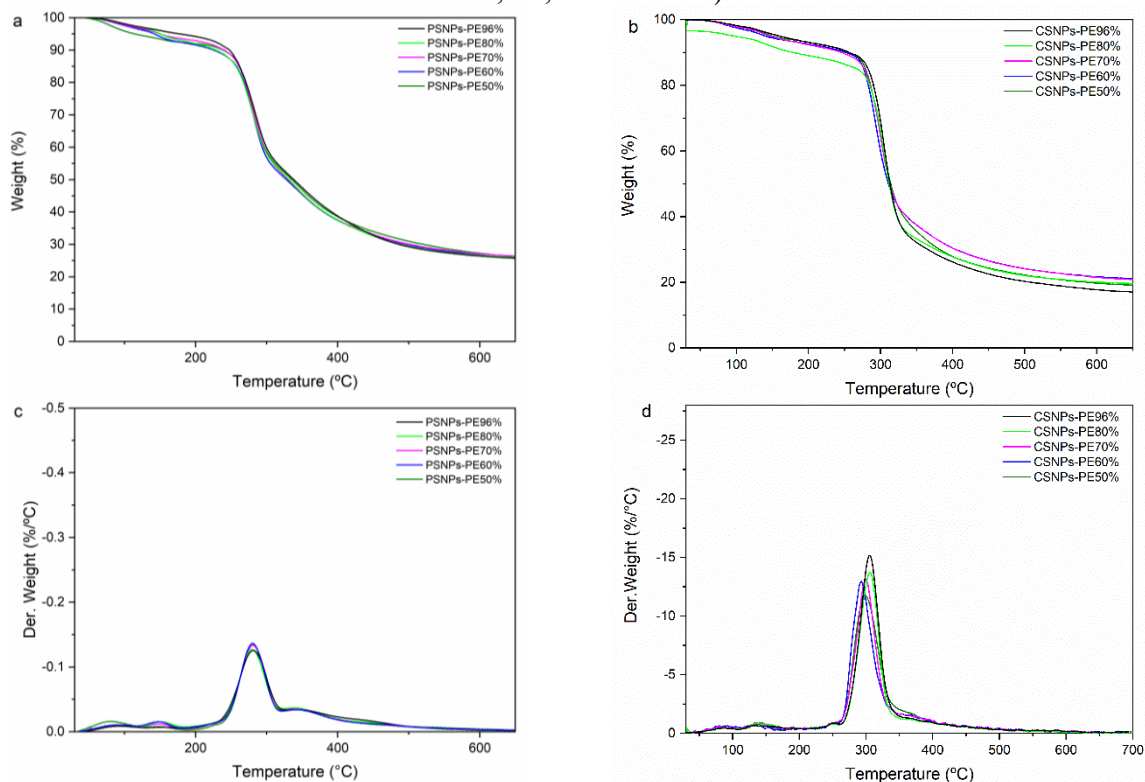 a
PSNPs-PE96%
PSNPs-PE80%
PSNPs-PE70%
PSNPs-PE60%
PSNPs-PE50%
100
90
80
70
60
50
40
30
20
10
0
Weight (%)
200
400
600
Temperature (ºC)
b
CSNPs-PE96%
CSNPs-PE80%
CSNPs-PE70%
CSNPs-PE60%
CSNPs-PE50%
100
80
60
40
20
0
Weight (%)
100
200
300
400
500
600
Temperature (ºC)
c
PSNPs-PE96%
PSNPs-PE80%
PSNPs-PE70%
PSNPs-PE60%
PSNPs-PE50%
-0.5
-0.4
-0.3
-0.2
-0.1
0.0
Der. Weight (%/ºC)
200
400
600
Temperature (°C)
d
CSNPs-PE96%
CSNPs-PE80%
CSNPs-PE70%
CSNPs-PE60%
CSNPs-PE50%
-25
-20
-15
-10
-5
0
Der.Weight (%/°C)
100
200
300
400
500
600
700
Temperature (°C)